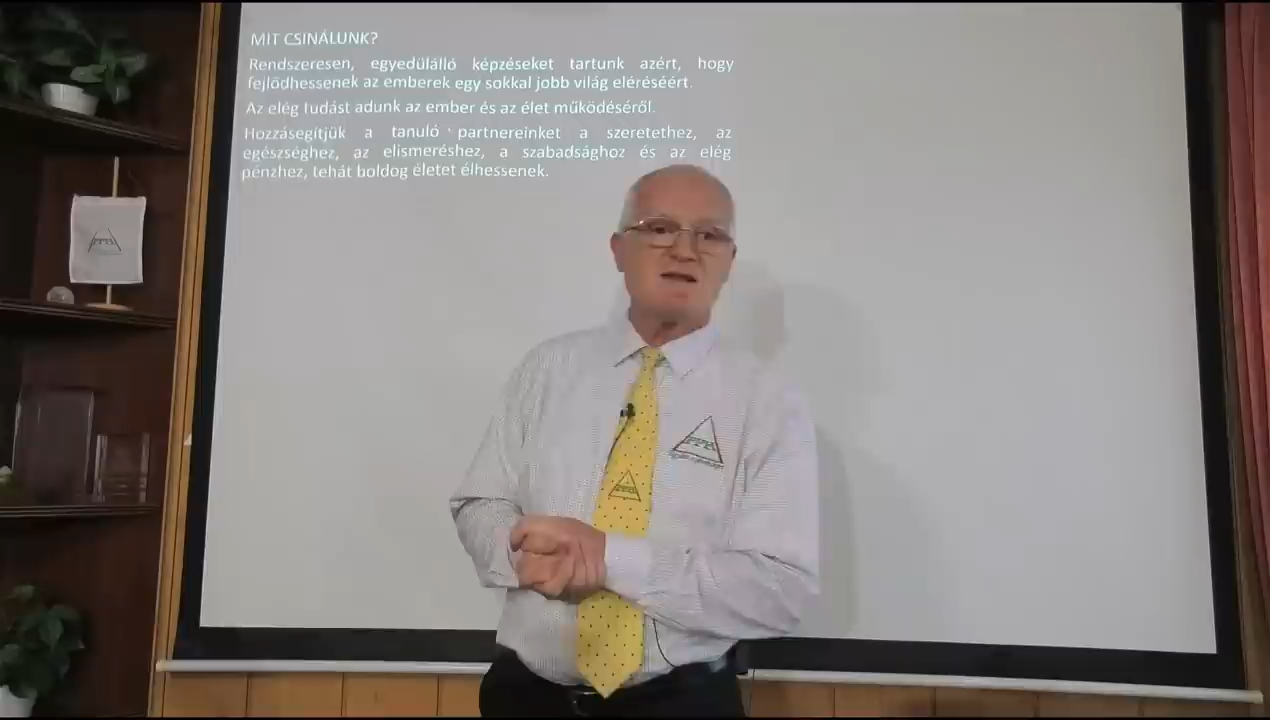 MIT CSINÁLUNK?
Rendszeresen, egyedülálló képzéseket tartunk azért, hogy
fejlődhessenek az emberek egy sokkal jobb világ eléréséért.
Az elég tudást adunk az ember és az élet működéséről.
Hozzásegítjük a tanuló partnereinket a szeretethez, az
egészséghez, az elismeréshez, a szabadsághoz és az elég
pénzhez, tehát boldog életet élhessenek.